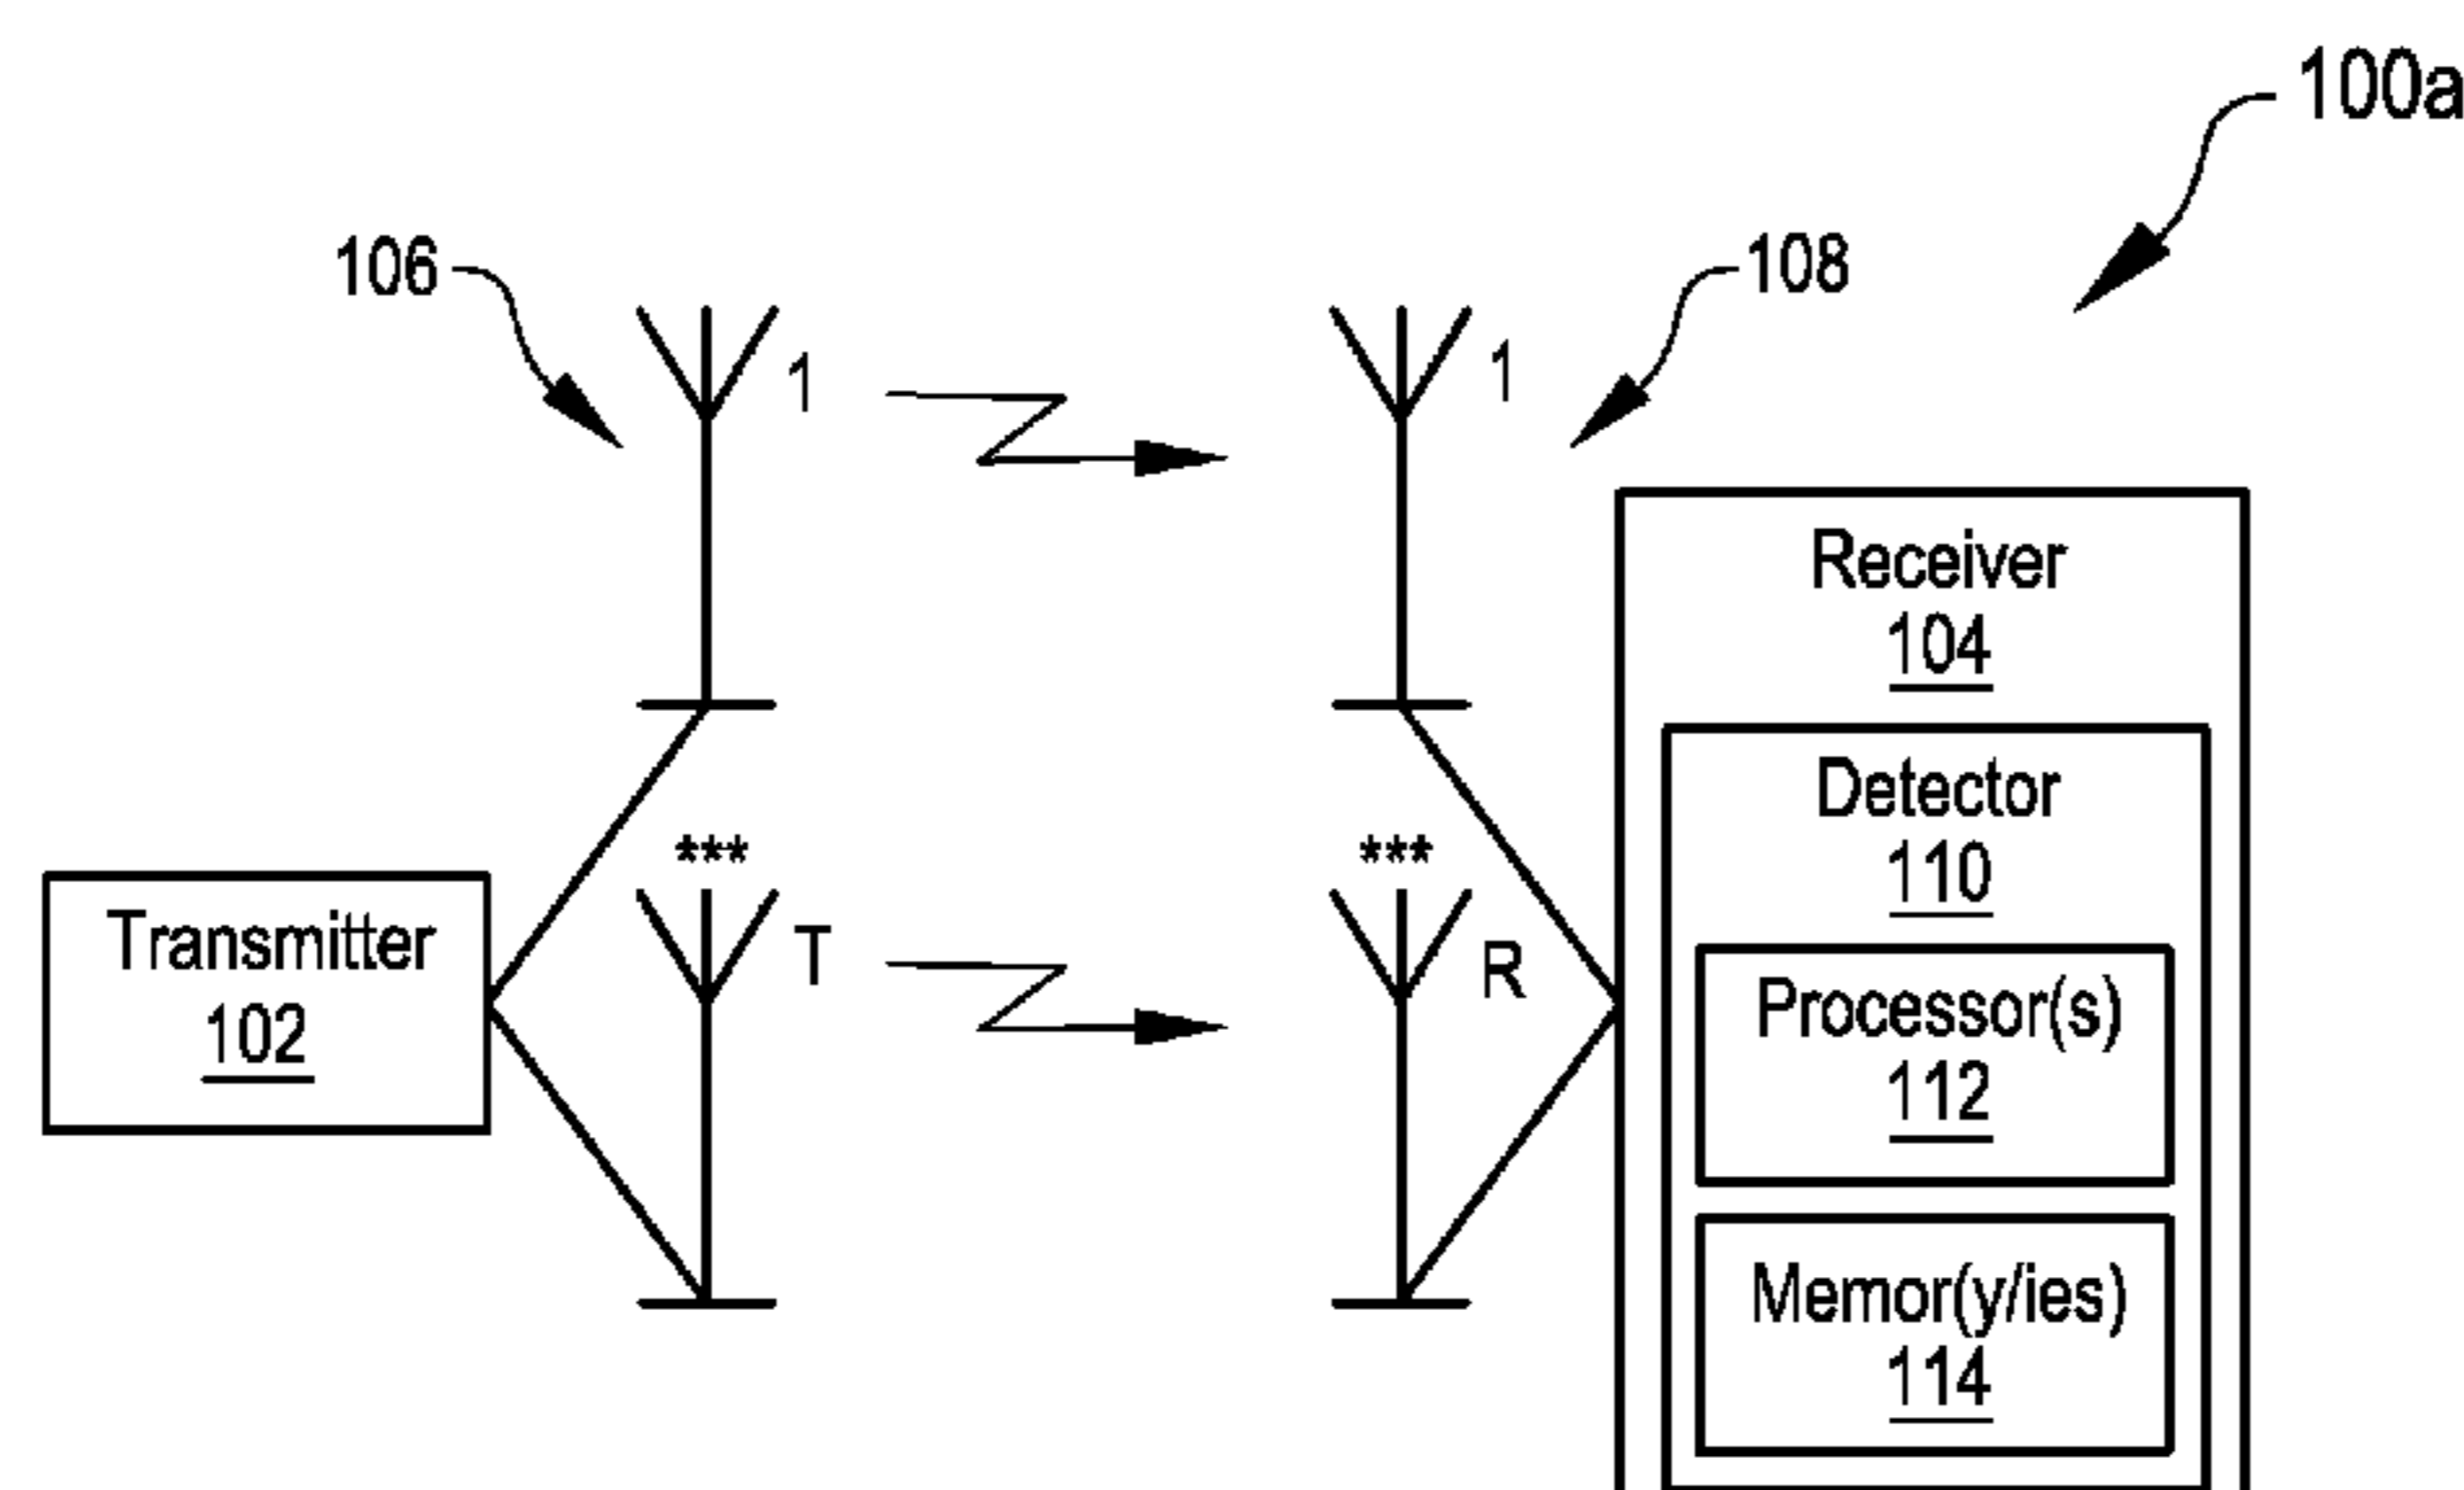 100a
106
108
1
1
Receiver
104
Detector
110
***
***
Transmitter
102
T
R
Processor(s)
112
Memor(y/ies)
114